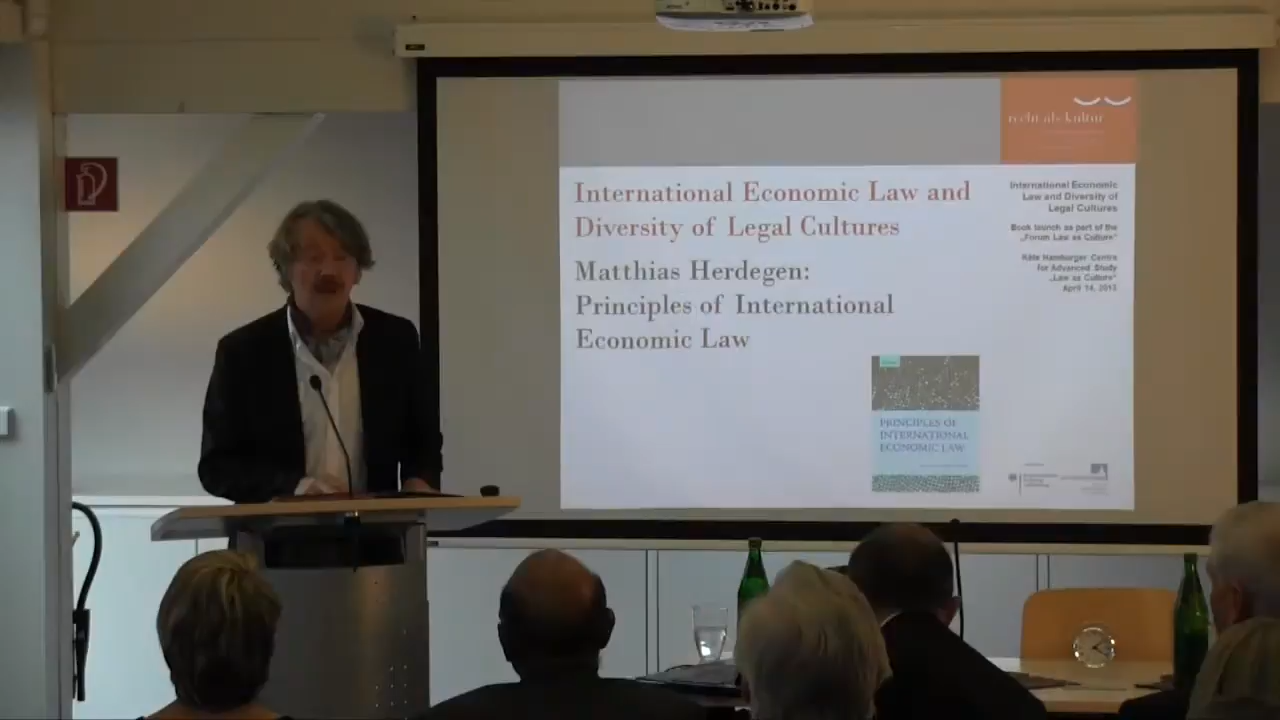 recht als kultur
International Economic Law and
Diversity of Legal Cultures
Matthias Herdegen:
Principles of International
Economic Law
International Economic
Law and Diversity of
Legal Cultures
Book launch as part of the
„Forum Law as Culture“
Käte Hamburger Centre
for Advanced Study
„Law as Culture“
April 14, 2013
PRINCIPLES OF
INTERNATIONAL
ECONOMIC LAW